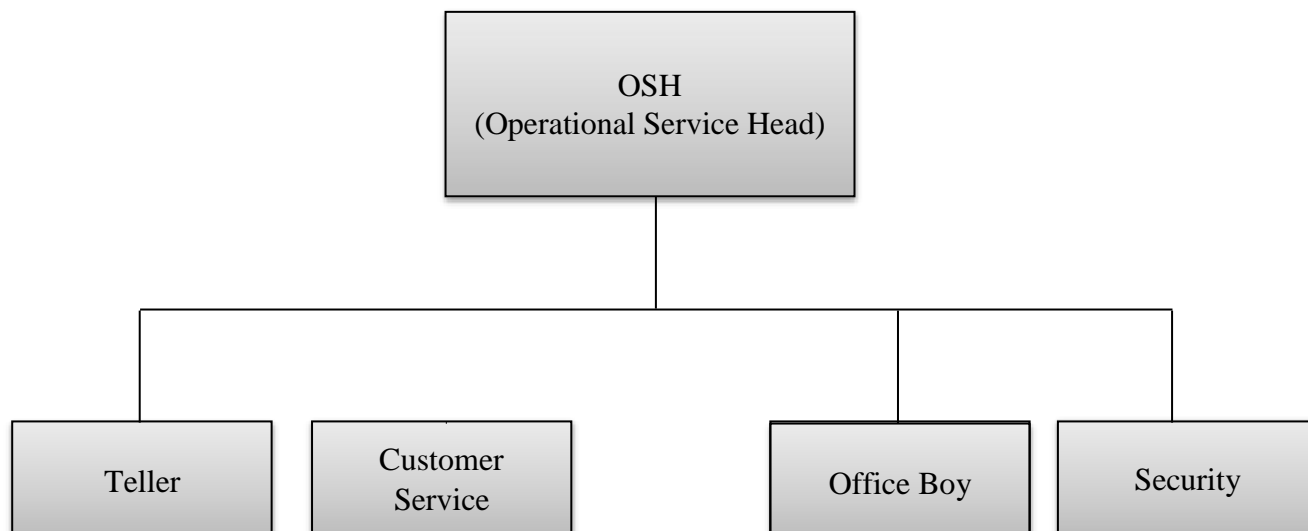 OSH
(Operational Service Head)
Teller
Customer
Service
Office Boy
Security